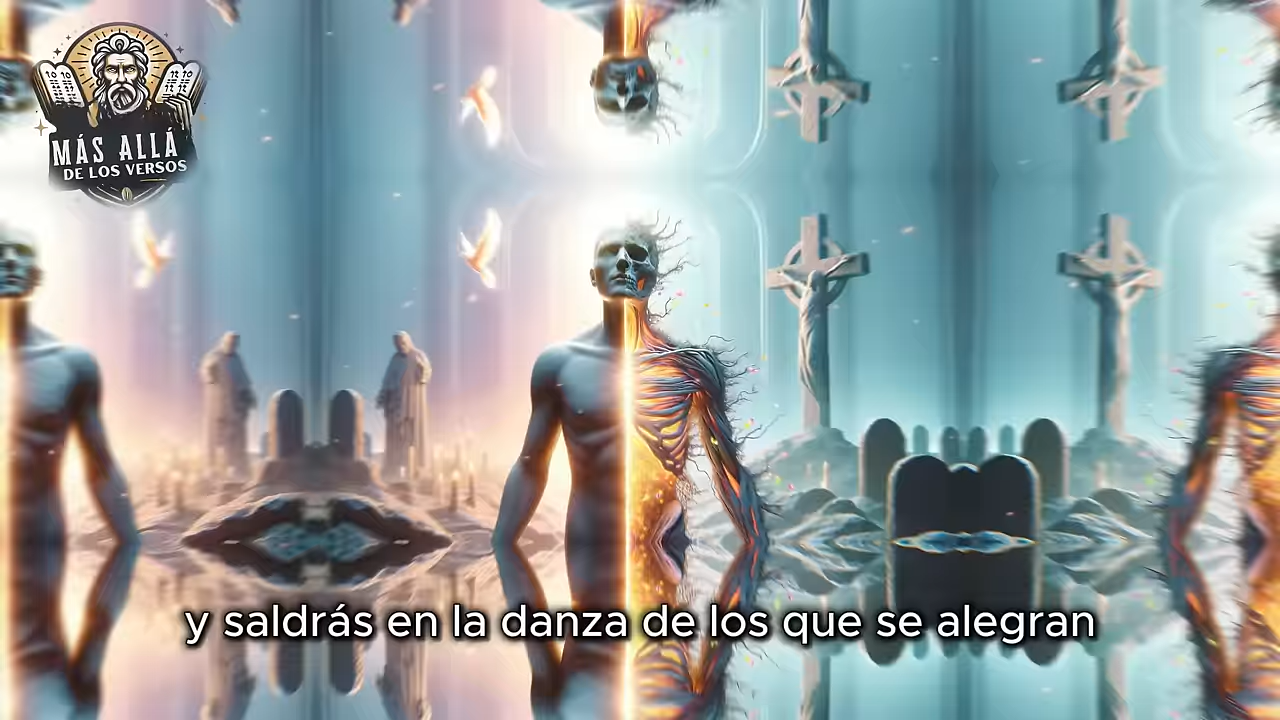 MÁS ALLÁ
DE LOS VERSOS
y saldrás en la danza de los que se alegran